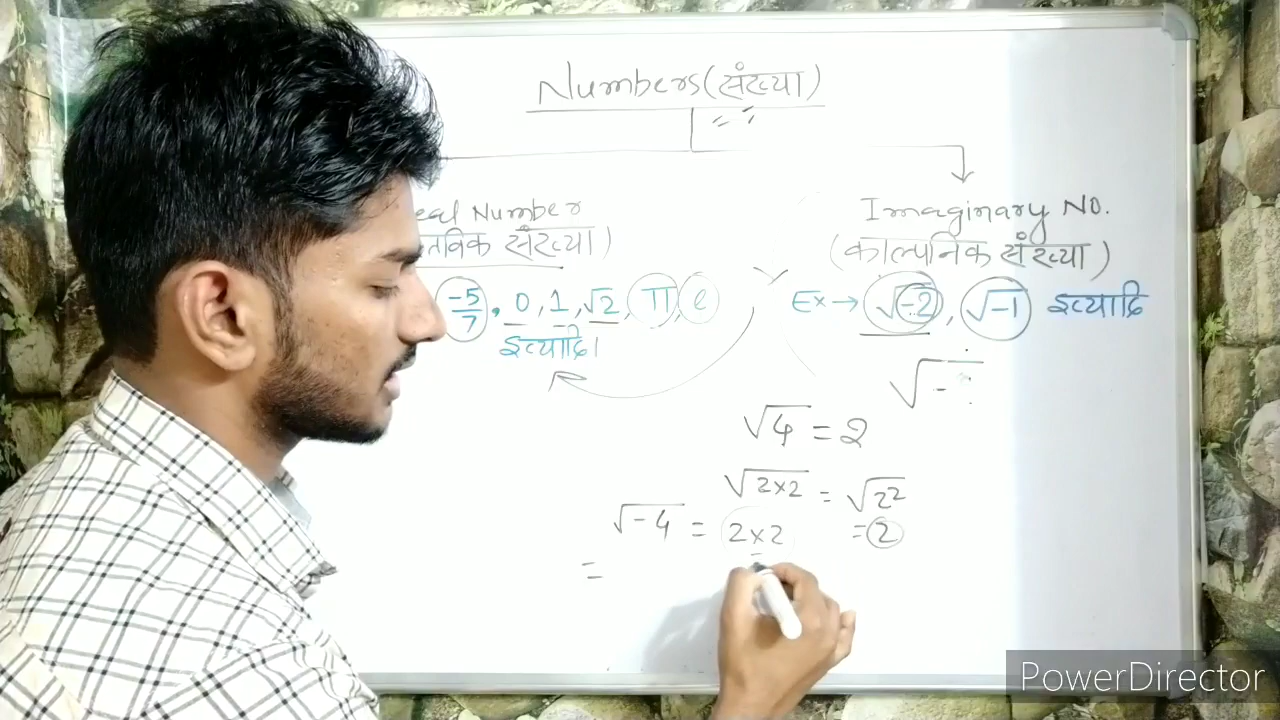 Numbers (संख्या)
eal Number
तविक संख्या)
-5/7, 0, 1, √2, π, e
इत्यादि।
Imaginary No.
(काल्पनिक संख्या)
Ex → √-2, √-1 इत्यादि
√-
√4 = 2
√2×2 = √2²
√-4 = 2×2 = 2
=
PowerDirector